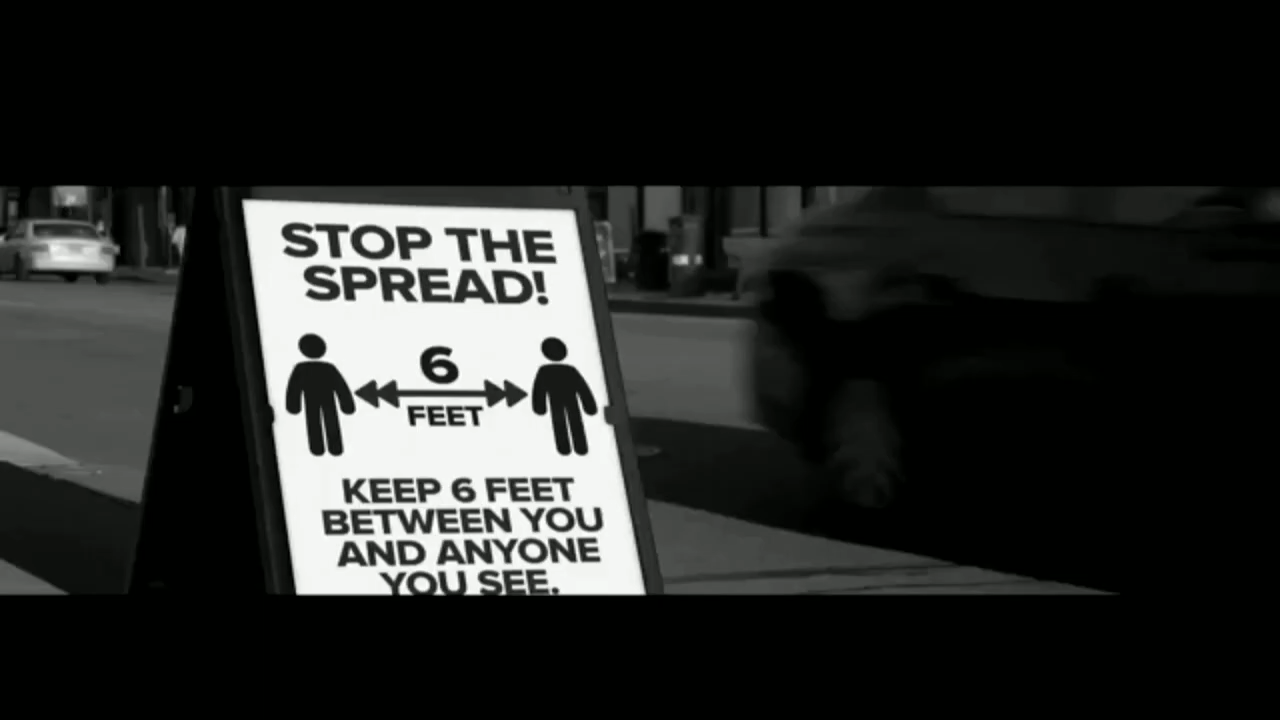 STOP THE
SPREAD!
6
FEET
KEEP 6 FEET
BETWEEN YOU
AND ANYONE
YOU SEE.